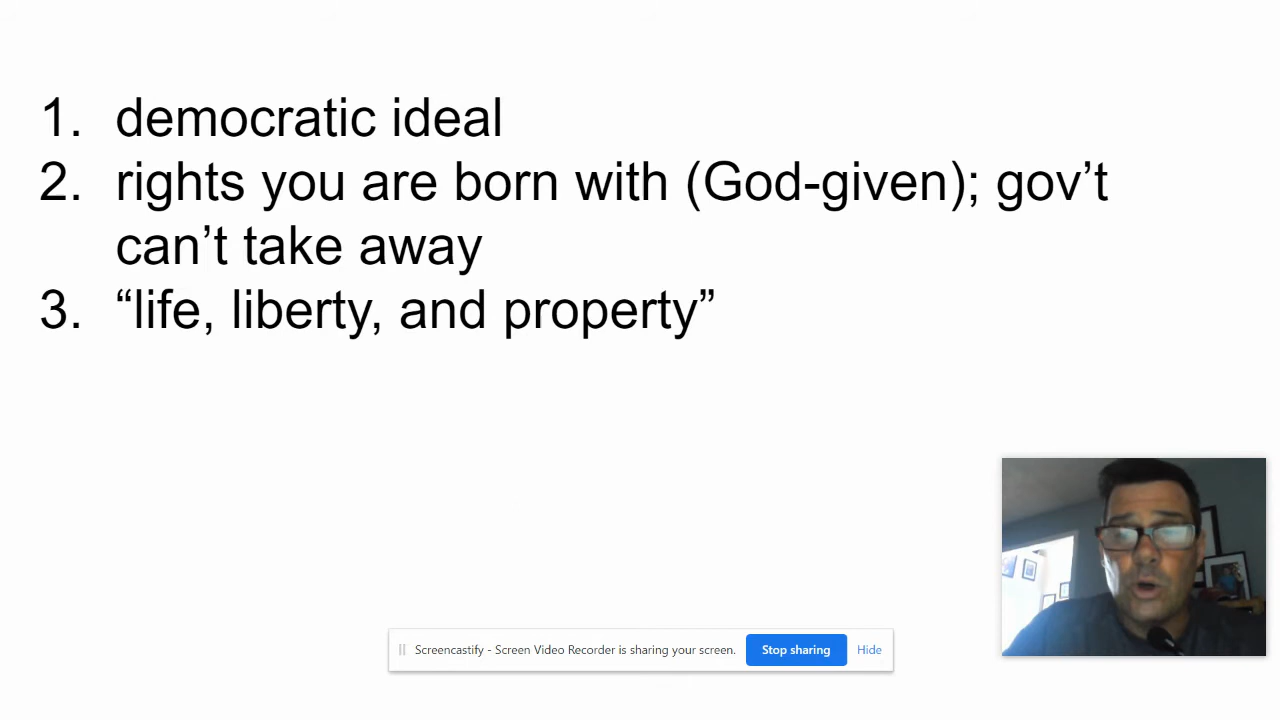 1. democratic ideal
2. rights you are born with (God-given); gov’t
can’t take away
3. “life, liberty, and property”
Screencastify - Screen Video Recorder is sharing your screen. Stop sharing Hide